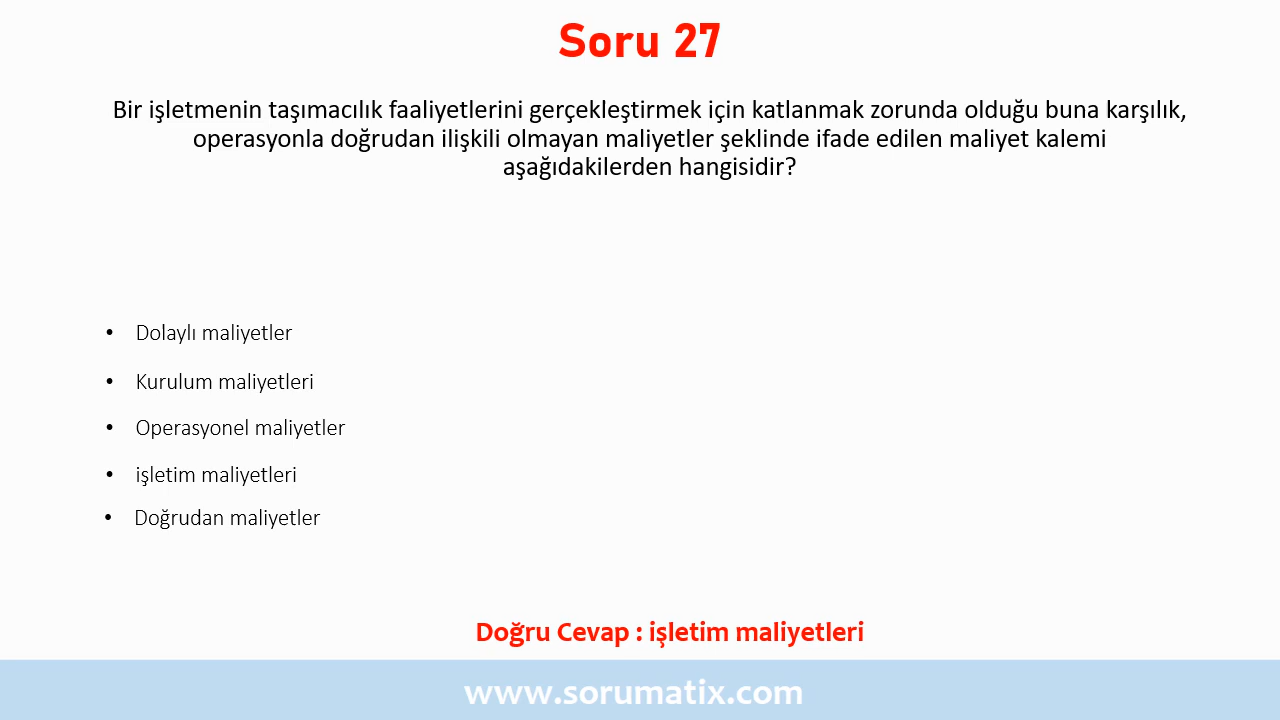 Soru 27
Bir işletmenin taşımacılık faaliyetlerini gerçekleştirmek için katlanmak zorunda olduğu buna karşılık,
operasyonla doğrudan ilişkili olmayan maliyetler şeklinde ifade edilen maliyet kalemi
aşağıdakilerden hangisidir?
• Dolaylı maliyetler
• Kurulum maliyetleri
• Operasyonel maliyetler
• işletim maliyetleri
• Doğrudan maliyetler
Doğru Cevap : işletim maliyetleri
www.sorumatix.com